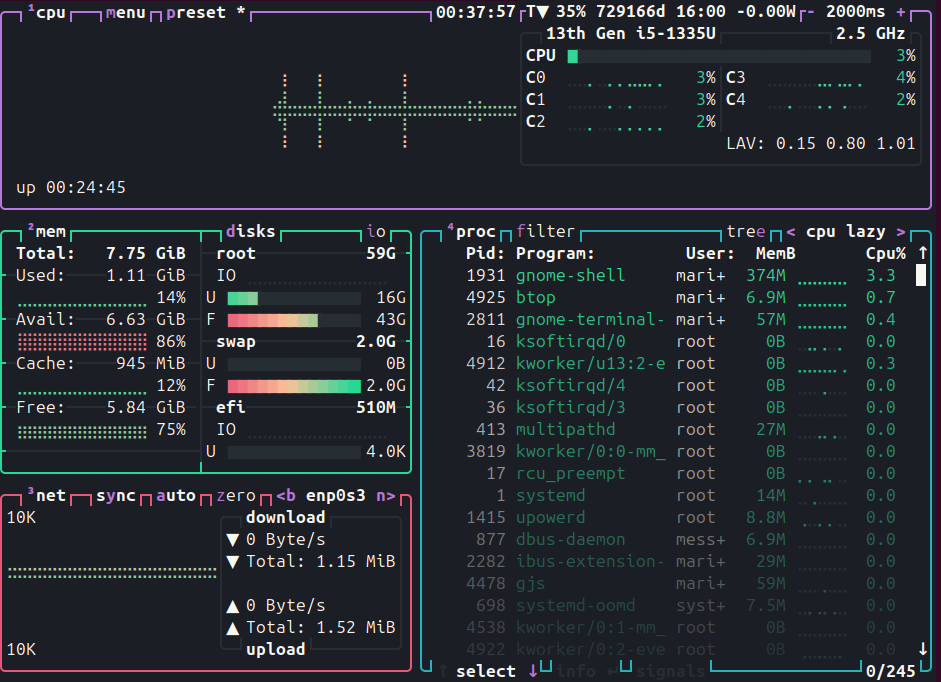 ¹cpu menu preset * 00:37:57 T▼ 35% 729166d 16:00 -0.00W - 2000ms +
13th Gen i5-1335U 2.5 GHz
CPU 3%
C0 3% C3 4%
C1 3% C4 2%
C2 2%
LAV: 0.15 0.80 1.01
up 00:24:45
²mem
Total: 7.75 GiB
Used: 1.11 GiB
14%
Avail: 6.63 GiB
86%
Cache: 945 MiB
12%
Free: 5.84 GiB
75%
disks io
root 59G
IO
U 16G
F 43G
swap 2.0G
U 0B
F 2.0G
efi 510M
IO
U 4.0K
³net sync auto zero <b enp0s3 n>
10K
download
▼ 0 Byte/s
▼ Total: 1.15 MiB
▲ 0 Byte/s
▲ Total: 1.52 MiB
upload
10K
⁴proc filter tree < cpu lazy >
Pid: Program: User: MemB Cpu% ↑
1931 gnome-shell mari+ 374M 3.3
4925 btop mari+ 6.9M 0.7
2811 gnome-terminal- mari+ 57M 0.4
16 ksoftirqd/0 root 0B 0.0
4912 kworker/u13:2-e root 0B 0.3
42 ksoftirqd/4 root 0B 0.0
36 ksoftirqd/3 root 0B 0.0
413 multipathd root 27M 0.0
3819 kworker/0:0-mm_ root 0B 0.0
17 rcu_preempt root 0B 0.0
1 systemd root 14M 0.0
1415 upowerd root 8.8M 0.0
877 dbus-daemon mess+ 6.9M 0.0
2282 ibus-extension- mari+ 29M 0.0
4478 gjs mari+ 59M 0.0
698 systemd-oomd syst+ 7.5M 0.0
4538 kworker/0:1-mm_ root 0B 0.0
4922 kworker/0:2-eve root 0B 0.0 ↓
↑ select ↓ info ↵ signals 0/245